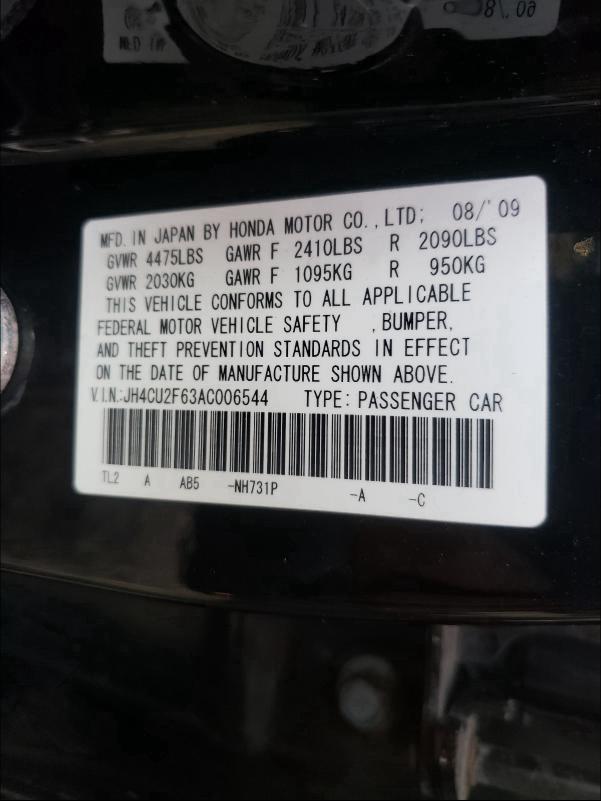 MFD. IN JAPAN BY HONDA MOTOR CO.,LTD; 08/'09
GVWR 4475LBS GAWR F 2410LBS R 2090LBS
GVWR 2030KG GAWR F 1095KG R 950KG
THIS VEHICLE CONFORMS TO ALL APPLICABLE
FEDERAL MOTOR VEHICLE SAFETY , BUMPER,
AND THEFT PREVENTION STANDARDS IN EFFECT
ON THE DATE OF MANUFACTURE SHOWN ABOVE.
V.I.N.:JH4CU2F63AC006544 TYPE: PASSENGER CAR
TL2 A AB5 -NH731P -A -C